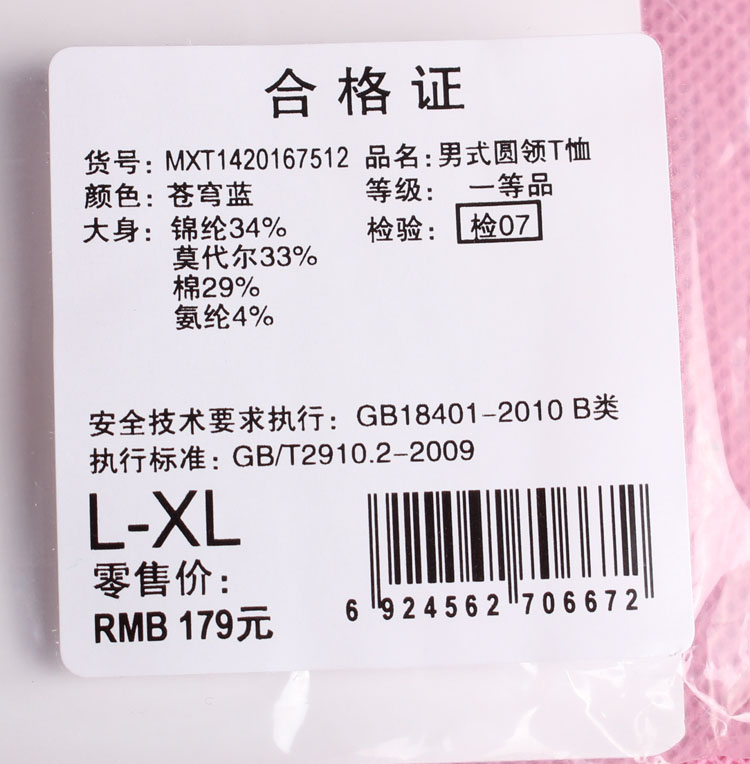 合格证
货号：MXT1420167512 品名：男式圆领T恤
颜色：苍穹蓝 等级： 一等品
大身：锦纶34% 检验：检07
莫代尔33%
棉29%
氨纶4%
安全技术要求执行：GB18401-2010 B类
执行标准：GB/T2910.2-2009
L-XL
零售价：
RMB 179元
6 924562 706672